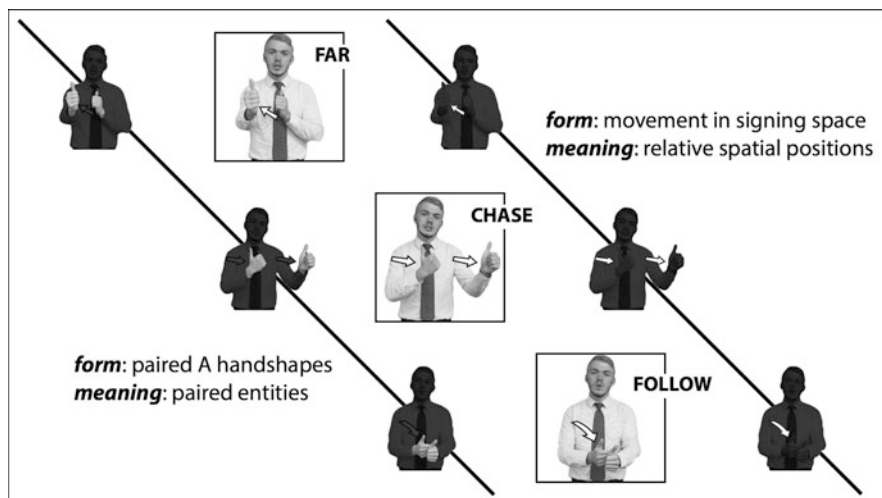 FAR
form: movement in signing space
meaning: relative spatial positions
CHASE
form: paired A handshapes
meaning: paired entities
FOLLOW